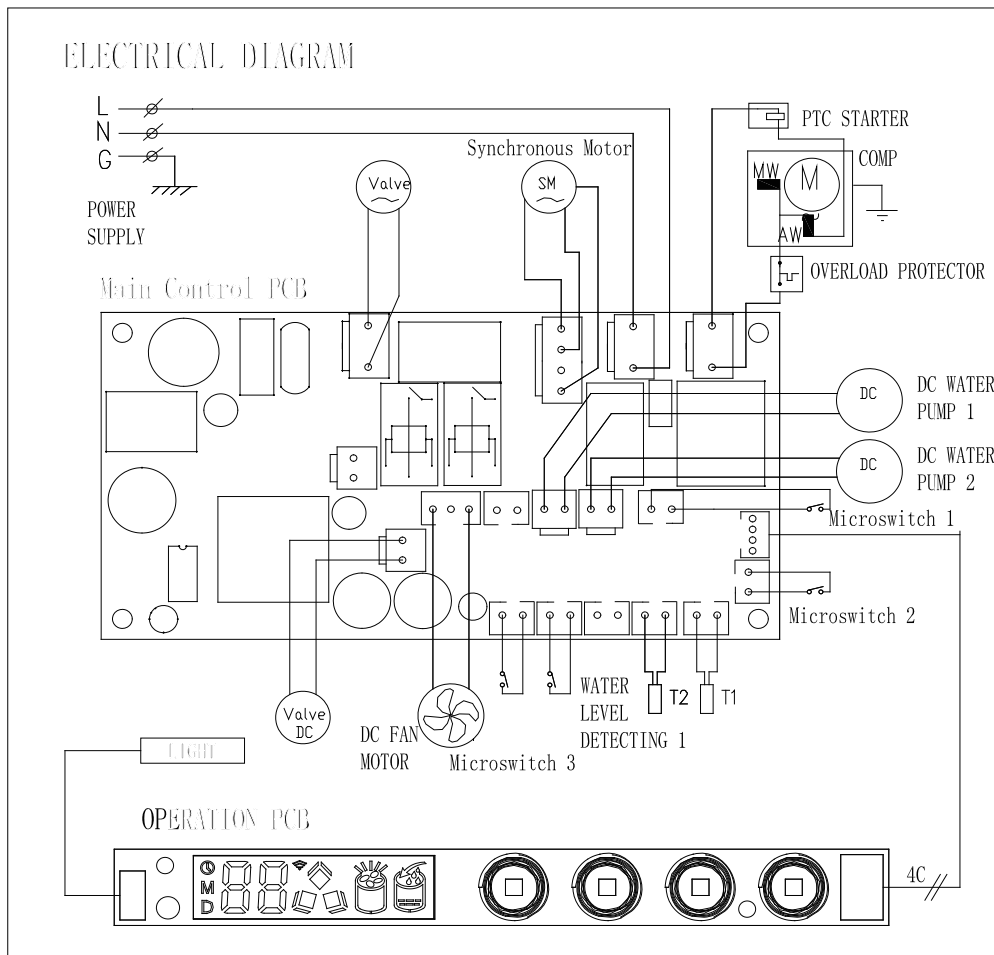 ELECTRICAL DIAGRAM
L
N
G
POWER
SUPPLY
Valve
Synchronous Motor
SM
PTC STARTER
COMP
MW
M
AW
OVERLOAD PROTECTOR
Main Control PCB
DC
DC WATER
PUMP 1
DC
DC WATER
PUMP 2
Microswitch 1
Microswitch 2
Valve
DC
DC FAN
MOTOR
Microswitch 3
WATER
LEVEL
DETECTING 1
T2
T1
LIGHT
OPERATION PCB
M
D
88
4C